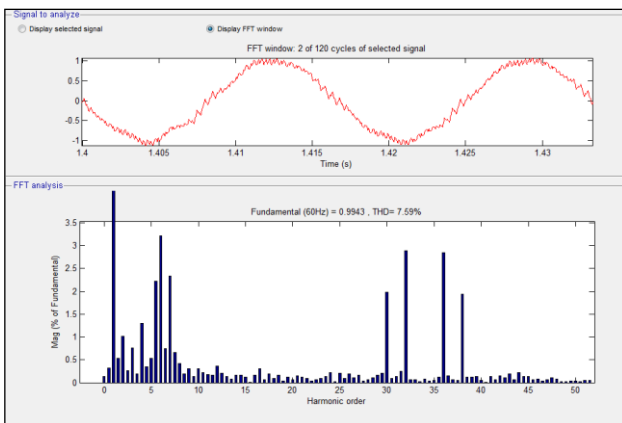 Signal to analyze
Display selected signal Display FFT window
FFT window: 2 of 120 cycles of selected signal
1
0.5
0
-0.5
-1
1.4 1.405 1.41 1.415 1.42 1.425 1.43
Time (s)
FFT analysis
Fundamental (60Hz) = 0.9943 , THD= 7.59%
3.5
3
2.5
2
1.5
1
0.5
0
0 5 10 15 20 25 30 35 40 45 50
Harmonic order
Mag (% of Fundamental)